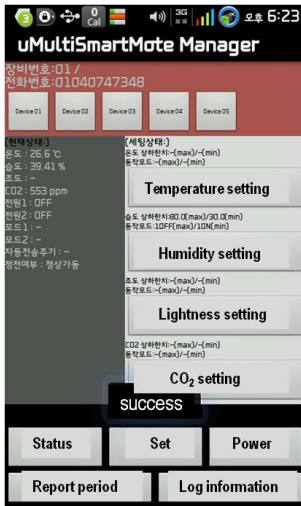 3 0 Cal 3G 오후 6:23
uMultiSmartMote Manager
장비번호:01 /
전화번호:01040747348
Device 01 Device 02 Device 03 Device 04 Device 05
(현재상태:)
온도 : 26.6 ℃
습도 : 39.41 %
조도 : -
CO2 : 553 ppm
전원1 : OFF
전원2 : OFF
모드1 : -
모드2 : -
자동전송주기 : -
정전여부 : 정상가동
(세팅상태:)
온도 상하한치:-(max)/-(min)
동작모드:-(max)/-(min)
Temperature setting
습도 상하한치:80.0(max)/30.0(min)
동작모드:1OFF(max)/1ON(min)
Humidity setting
조도 상하한치:-(max)/-(min)
동작모드:-(max)/-(min)
Lightness setting
CO2 상하한치:-(max)/-(min)
동작모드:-(max)/-(min)
CO₂ setting
success
Status Set Power
Report period Log information